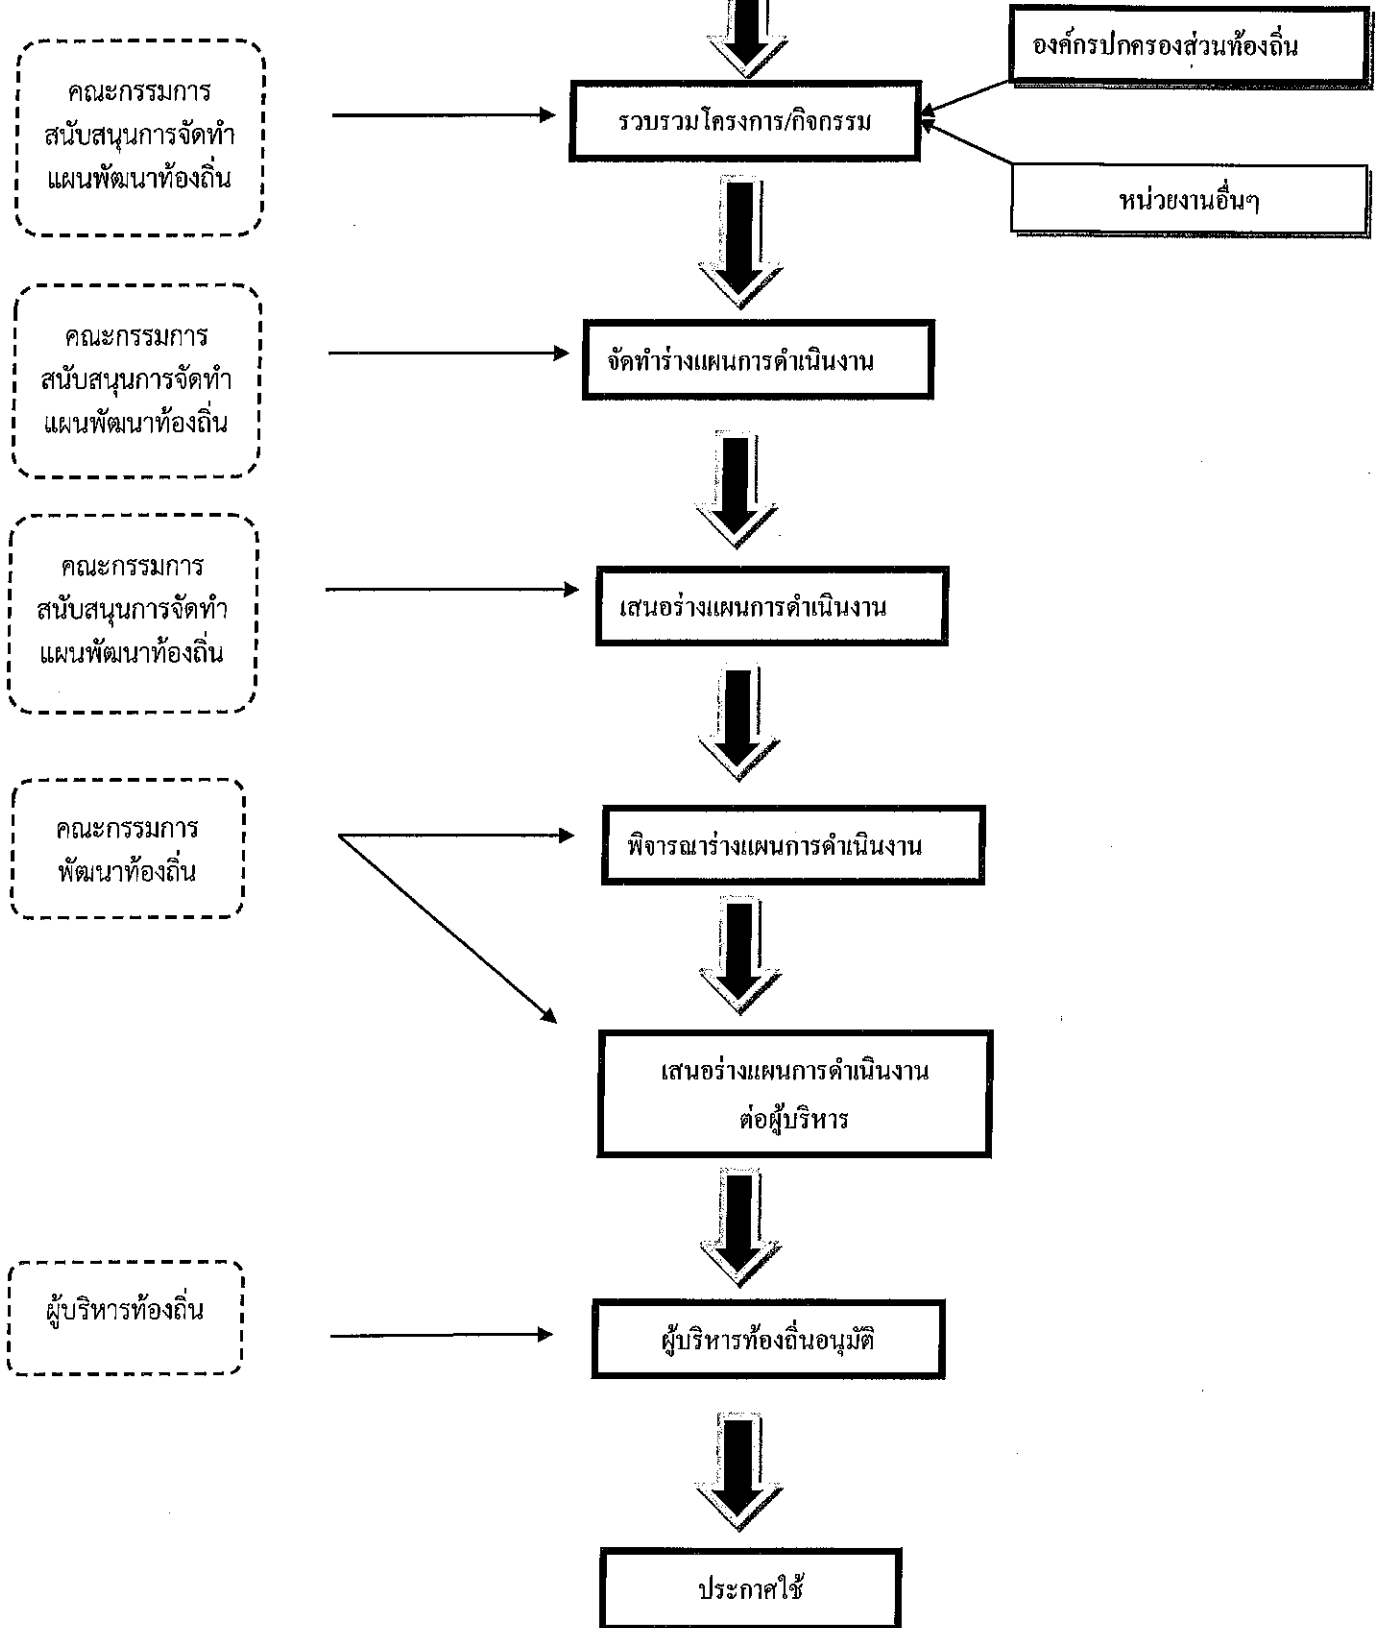 องค์กรปกครองส่วนท้องถิ่น
คณะกรรมการ
สนับสนุนการจัดทำ
แผนพัฒนาท้องถิ่น
รวบรวมโครงการ/กิจกรรม
หน่วยงานอื่นๆ
คณะกรรมการ
สนับสนุนการจัดทำ
แผนพัฒนาท้องถิ่น
จัดทำร่างแผนการดำเนินงาน
คณะกรรมการ
สนับสนุนการจัดทำ
แผนพัฒนาท้องถิ่น
เสนอร่างแผนการดำเนินงาน
คณะกรรมการ
พัฒนาท้องถิ่น
พิจารณาร่างแผนการดำเนินงาน
เสนอร่างแผนการดำเนินงาน
ต่อผู้บริหาร
ผู้บริหารท้องถิ่น
ผู้บริหารท้องถิ่นอนุมัติ
ประกาศใช้